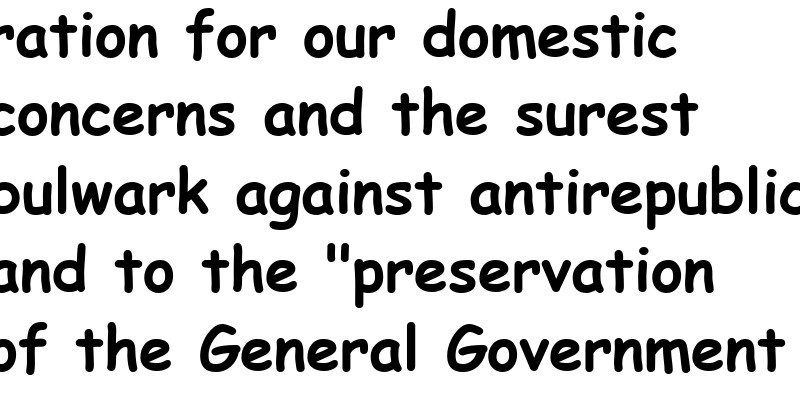 ration for our domestic
concerns and the surest
bulwark against antirepublic
and to the "preservation
of the General Government